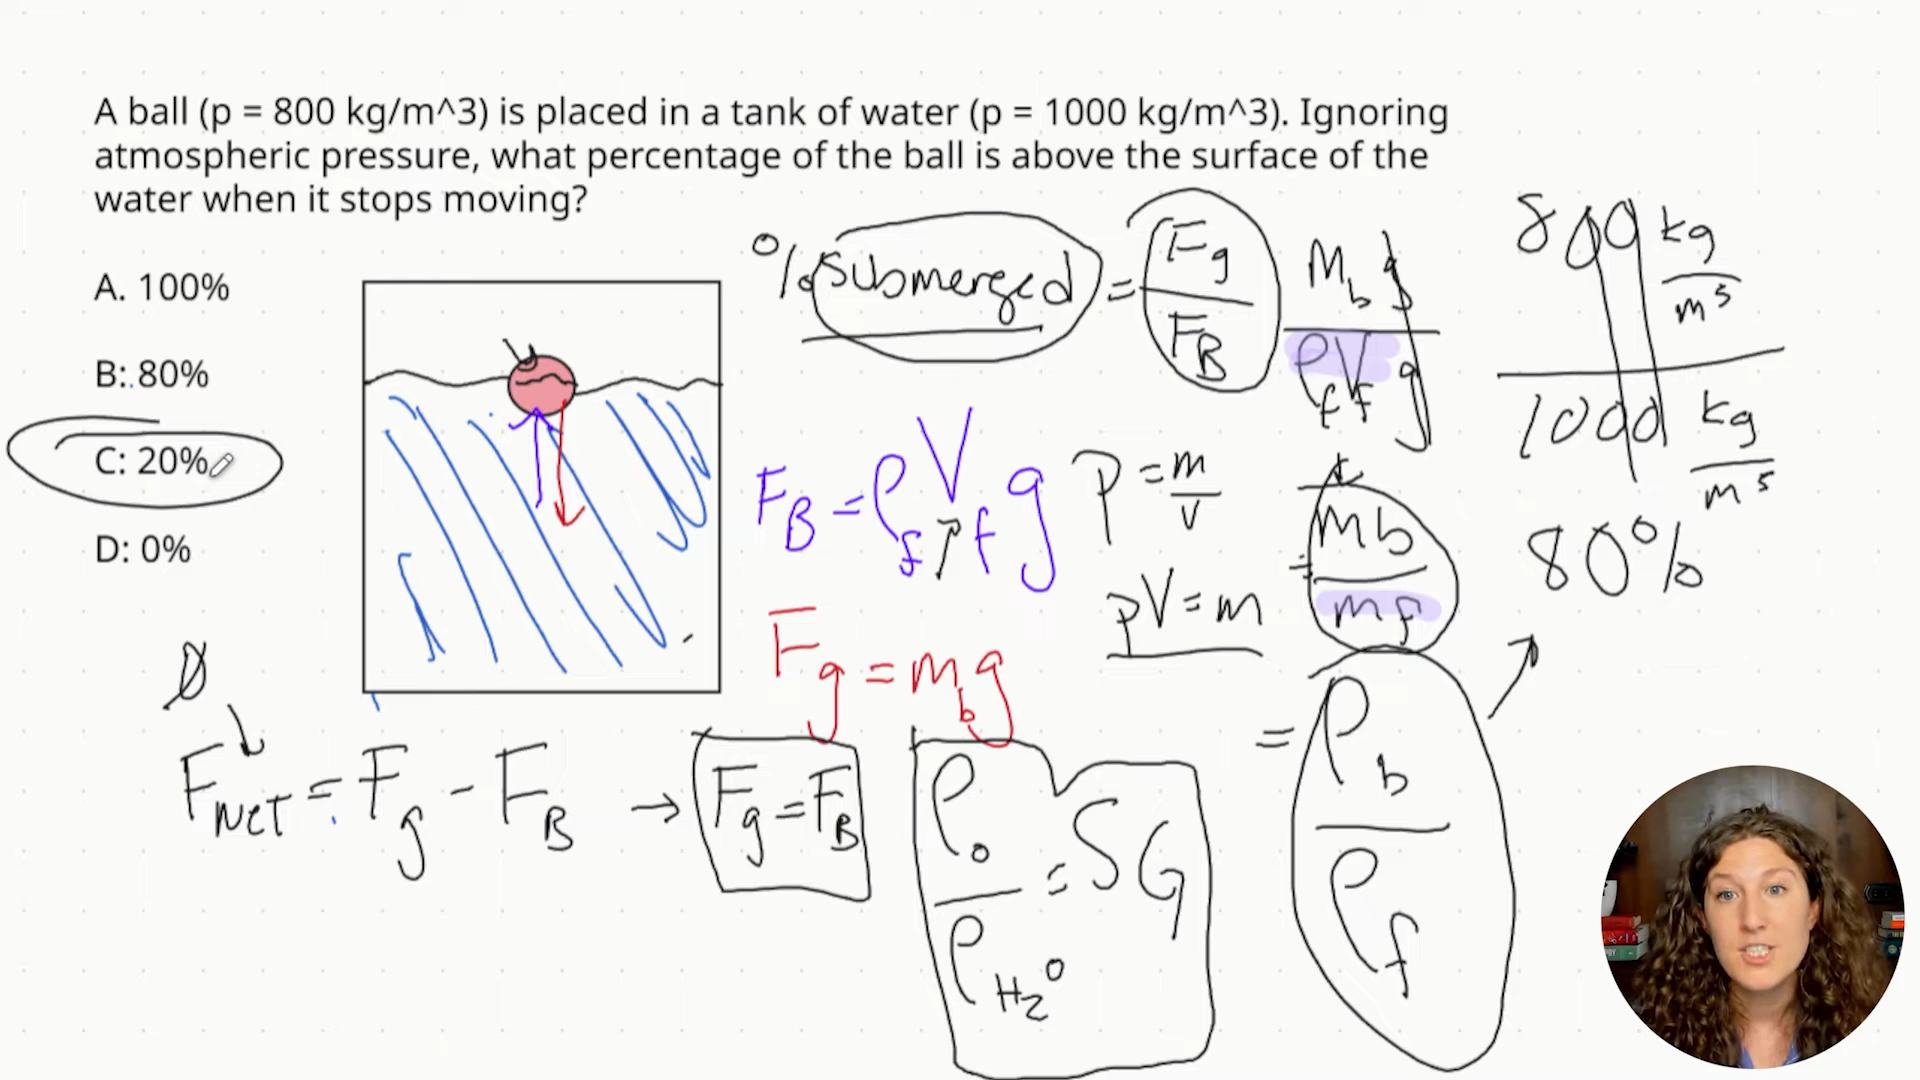 A ball (p = 800 kg/m^3) is placed in a tank of water (p = 1000 kg/m^3). Ignoring
atmospheric pressure, what percentage of the ball is above the surface of the
water when it stops moving?
A. 100%
B: 80%
C: 20%
D: 0%
% submerged = Fg / FB
Mb g / ρf Vf g
800 kg/m³ / 1000 kg/m³
80%
FB = ρf Vf g
P = m/v
ρV = m
= mb / mf
Fg = mb g
= ρb / ρf
Ø
FNET = Fg - FB → Fg = FB
ρo / ρH2O = SG